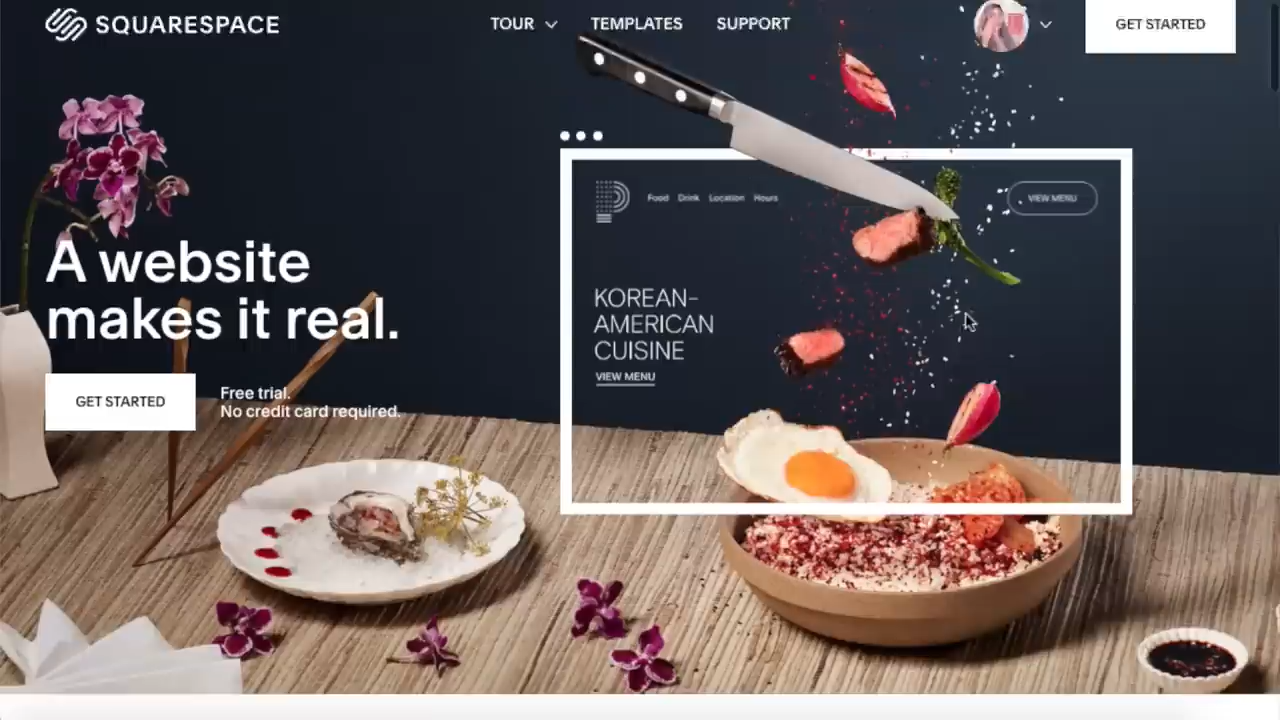 SQUARESPACE
TOUR
TEMPLATES
SUPPORT
GET STARTED
Food Drink Location Hours
VIEW MENU
A website
makes it real.
KOREAN-
AMERICAN
CUISINE
VIEW MENU
GET STARTED
Free trial.
No credit card required.